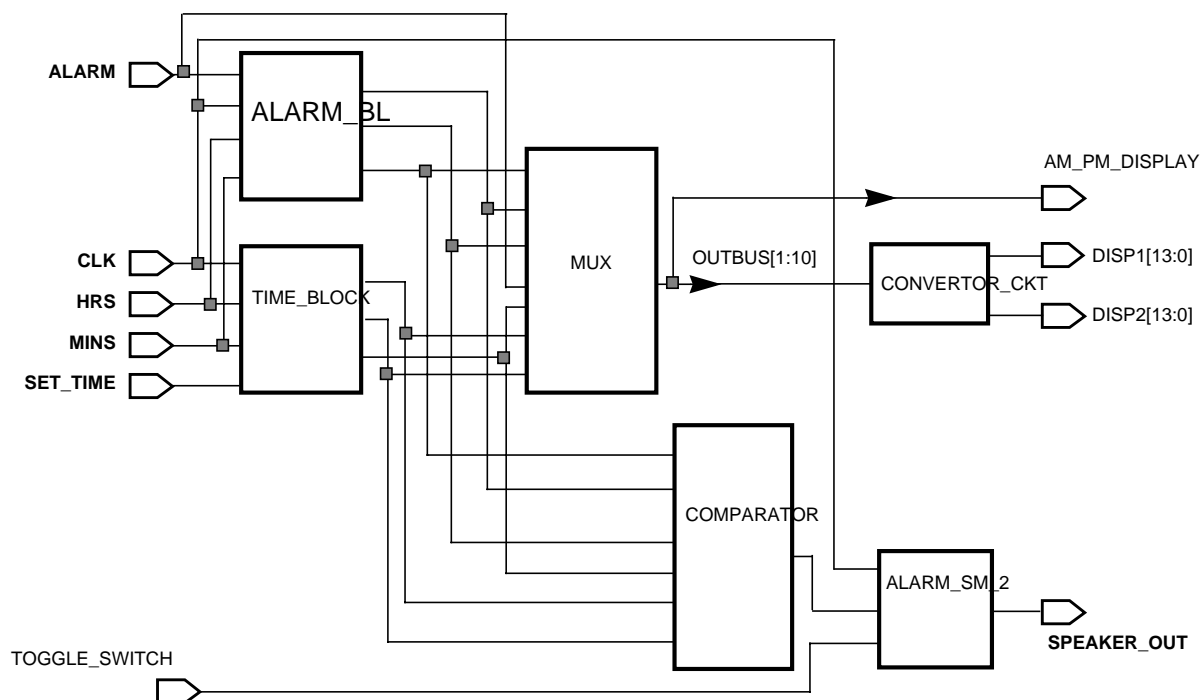 ALARM
ALARM_BL
AM_PM_DISPLAY
CLK
HRS
MINS
SET_TIME
TIME_BLOCK
MUX
OUTBUS[1:10]
CONVERTOR_CKT
DISP1[13:0]
DISP2[13:0]
COMPARATOR
ALARM_SM_2
SPEAKER_OUT
TOGGLE_SWITCH